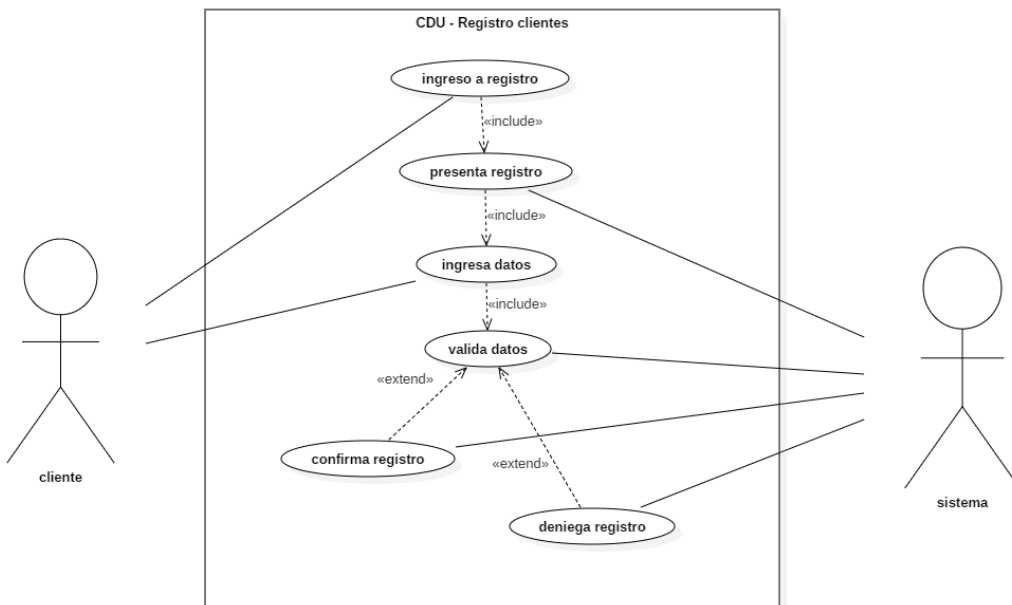 CDU - Registro clientes
ingreso a registro
«include»
presenta registro
«include»
ingresa datos
«include»
valida datos
«extend»
confirma registro
«extend»
deniega registro
cliente
sistema